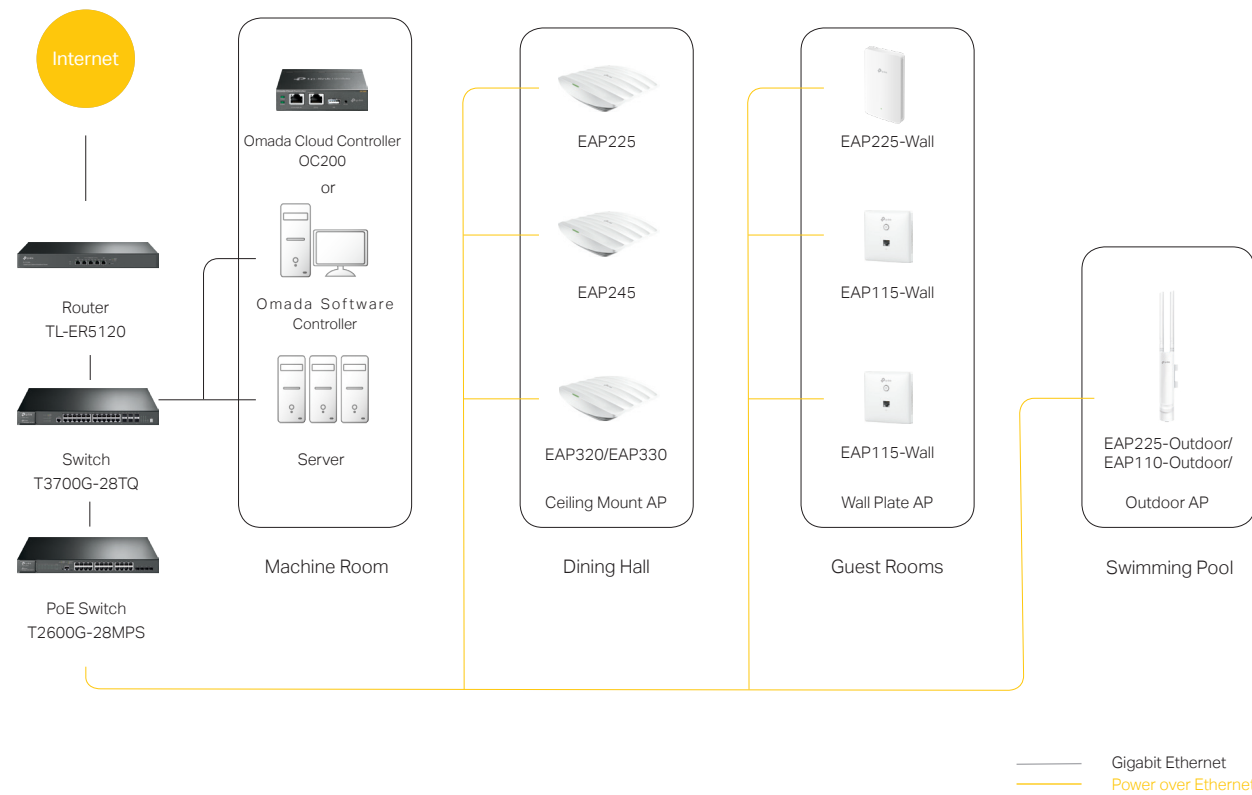 Internet
Router
TL-ER5120
Switch
T3700G-28TQ
PoE Switch
T2600G-28MPS
Omada Cloud Controller
OC200
or
Omada Software
Controller
Server
Machine Room
EAP225
EAP245
EAP320/EAP330
Ceiling Mount AP
Dining Hall
EAP225-Wall
EAP115-Wall
EAP115-Wall
Wall Plate AP
Guest Rooms
EAP225-Outdoor/
EAP110-Outdoor/
Outdoor AP
Swimming Pool
Gigabit Ethernet
Power over Ethernet